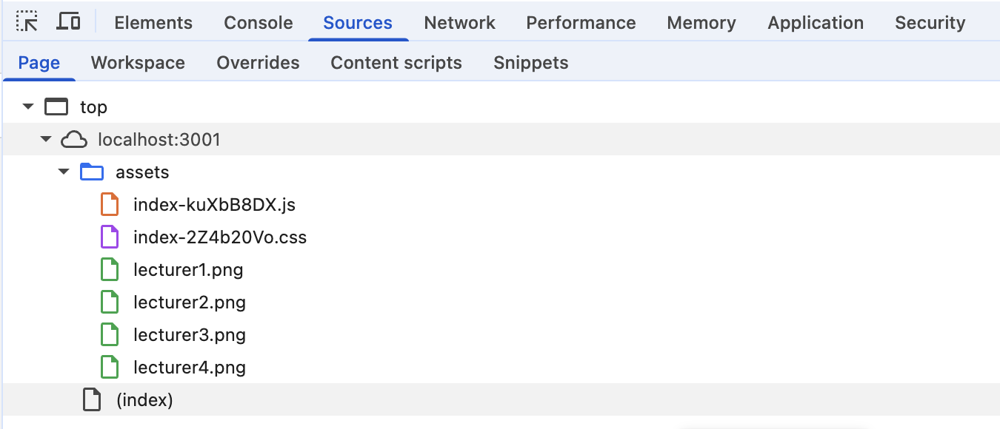 Elements Console Sources Network Performance Memory Application Security
Page Workspace Overrides Content scripts Snippets
top
localhost:3001
assets
index-kuXbB8DX.js
index-2Z4b20Vo.css
lecturer1.png
lecturer2.png
lecturer3.png
lecturer4.png
(index)